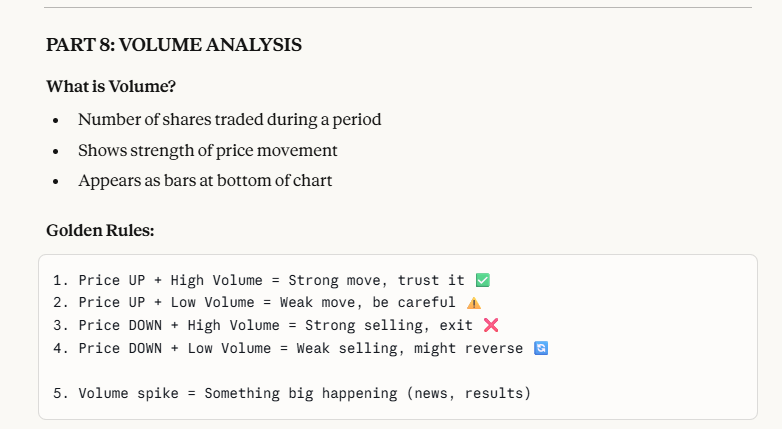 PART 8: VOLUME ANALYSIS
What is Volume?
• Number of shares traded during a period
• Shows strength of price movement
• Appears as bars at bottom of chart
Golden Rules:
1. Price UP + High Volume = Strong move, trust it ✅
2. Price UP + Low Volume = Weak move, be careful ⚠️
3. Price DOWN + High Volume = Strong selling, exit ❌
4. Price DOWN + Low Volume = Weak selling, might reverse 🔄
5. Volume spike = Something big happening (news, results)